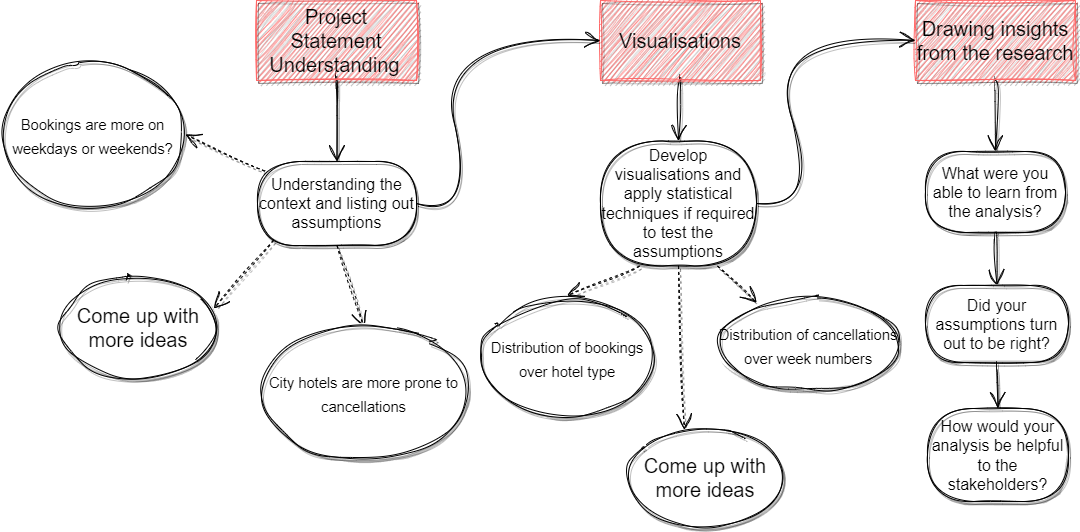 Project
Statement
Understanding
Visualisations
Drawing insights
from the research
Bookings are more on
weekdays or weekends?
Understanding the
context and listing out
assumptions
Come up with
more ideas
City hotels are more prone to
cancellations
Develop
visualisations and
apply statistical
techniques if required
to test the
assumptions
Distribution of bookings
over hotel type
Distribution of cancellations
over week numbers
Come up with
more ideas
What were you
able to learn from
the analysis?
Did your
assumptions turn
out to be right?
How would your
analysis be helpful
to the
stakeholders?